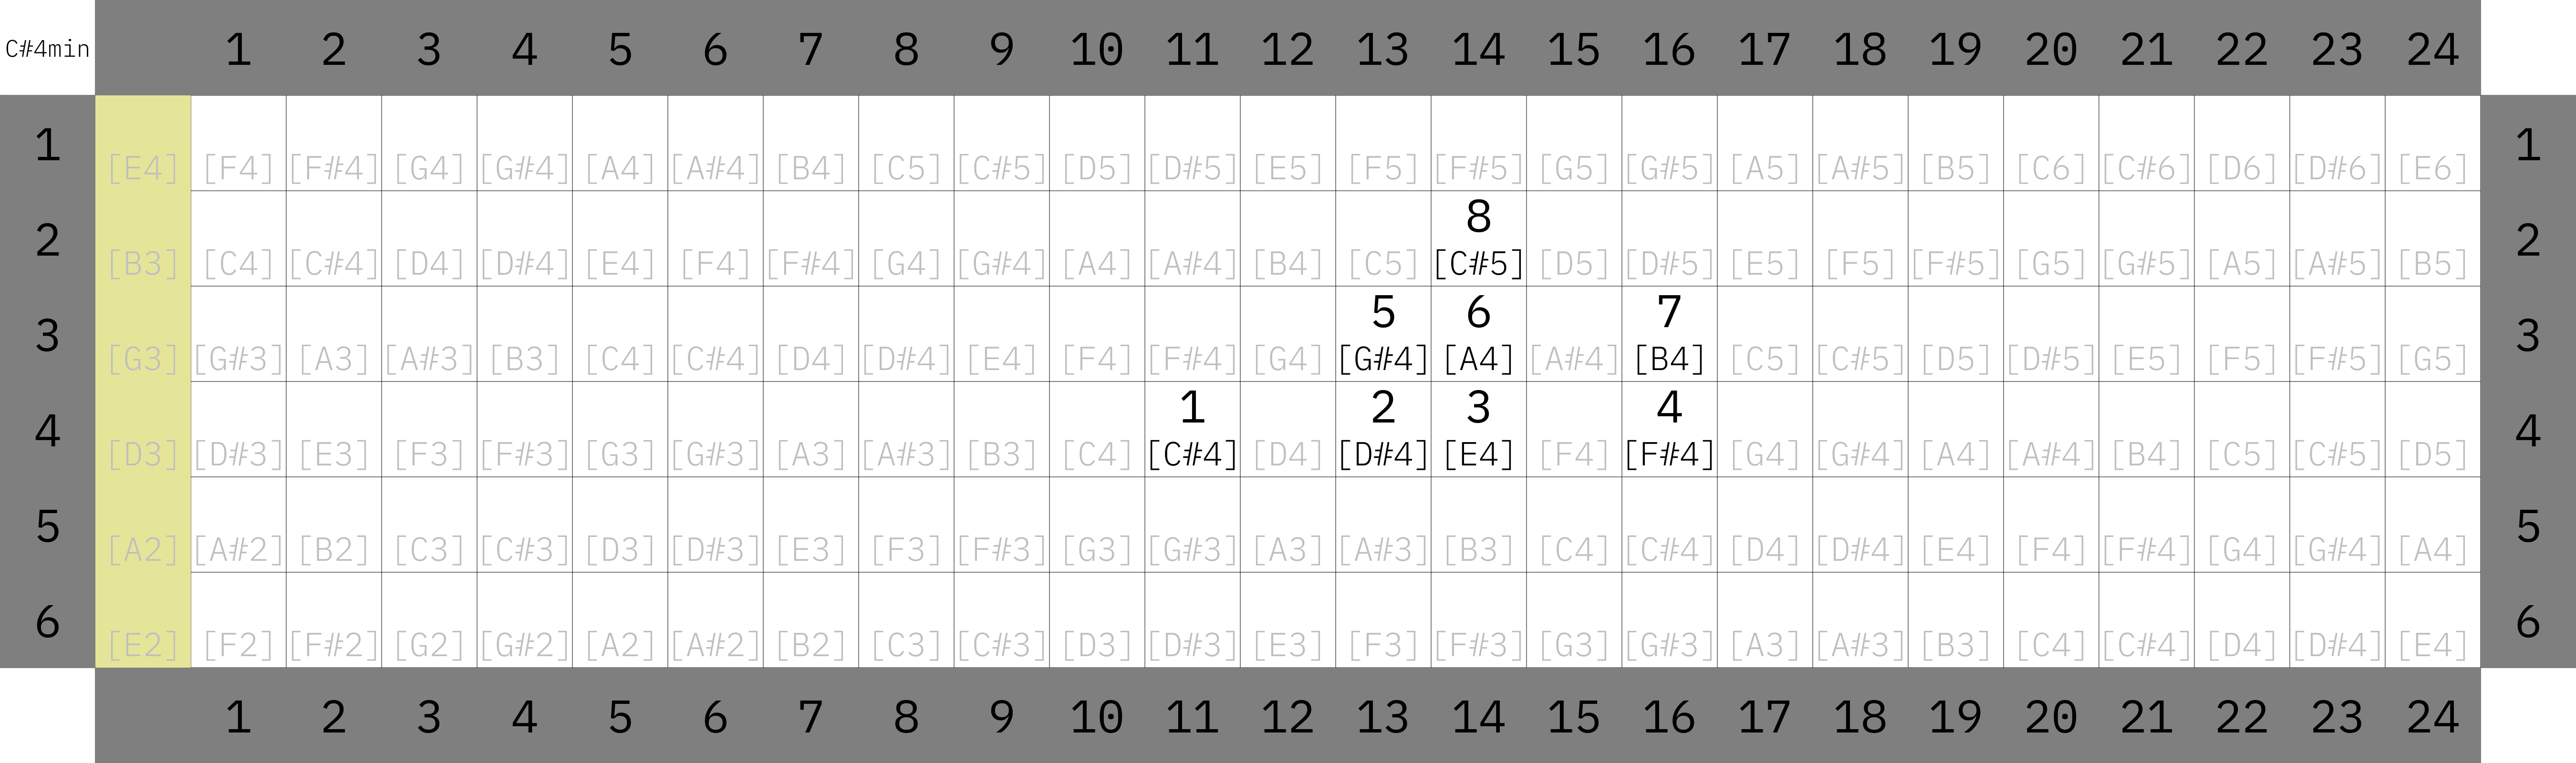 C#4min 1 2 3 4 5 6 7 8 9 10 11 12 13 14 15 16 17 18 19 20 21 22 23 24
1 [E4] [F4] [F#4] [G4] [G#4] [A4] [A#4] [B4] [C5] [C#5] [D5] [D#5] [E5] [F5] [F#5] [G5] [G#5] [A5] [A#5] [B5] [C6] [C#6] [D6] [D#6] [E6] 1
8
2 [B3] [C4] [C#4] [D4] [D#4] [E4] [F4] [F#4] [G4] [G#4] [A4] [A#4] [B4] [C5] [C#5] [D5] [D#5] [E5] [F5] [F#5] [G5] [G#5] [A5] [A#5] [B5] 2
5 6 7
3 [G3] [G#3] [A3] [A#3] [B3] [C4] [C#4] [D4] [D#4] [E4] [F4] [F#4] [G4] [G#4] [A4] [A#4] [B4] [C5] [C#5] [D5] [D#5] [E5] [F5] [F#5] [G5] 3
1 2 3 4
4 [D3] [D#3] [E3] [F3] [F#3] [G3] [G#3] [A3] [A#3] [B3] [C4] [C#4] [D4] [D#4] [E4] [F4] [F#4] [G4] [G#4] [A4] [A#4] [B4] [C5] [C#5] [D5] 4
5 [A2] [A#2] [B2] [C3] [C#3] [D3] [D#3] [E3] [F3] [F#3] [G3] [G#3] [A3] [A#3] [B3] [C4] [C#4] [D4] [D#4] [E4] [F4] [F#4] [G4] [G#4] [A4] 5
6 [E2] [F2] [F#2] [G2] [G#2] [A2] [A#2] [B2] [C3] [C#3] [D3] [D#3] [E3] [F3] [F#3] [G3] [G#3] [A3] [A#3] [B3] [C4] [C#4] [D4] [D#4] [E4] 6
1 2 3 4 5 6 7 8 9 10 11 12 13 14 15 16 17 18 19 20 21 22 23 24